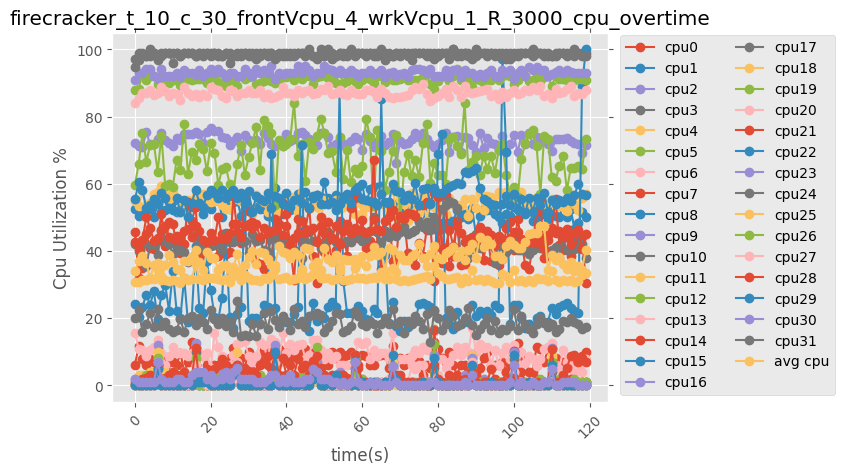 firecracker_t_10_c_30_frontVcpu_4_wrkVcpu_1_R_3000_cpu_overtime
Cpu Utilization %
100
80
60
40
20
0
0
20
40
60
80
100
120
time(s)
cpu0
cpu1
cpu2
cpu3
cpu4
cpu5
cpu6
cpu7
cpu8
cpu9
cpu10
cpu11
cpu12
cpu13
cpu14
cpu15
cpu16
cpu17
cpu18
cpu19
cpu20
cpu21
cpu22
cpu23
cpu24
cpu25
cpu26
cpu27
cpu28
cpu29
cpu30
cpu31
avg cpu